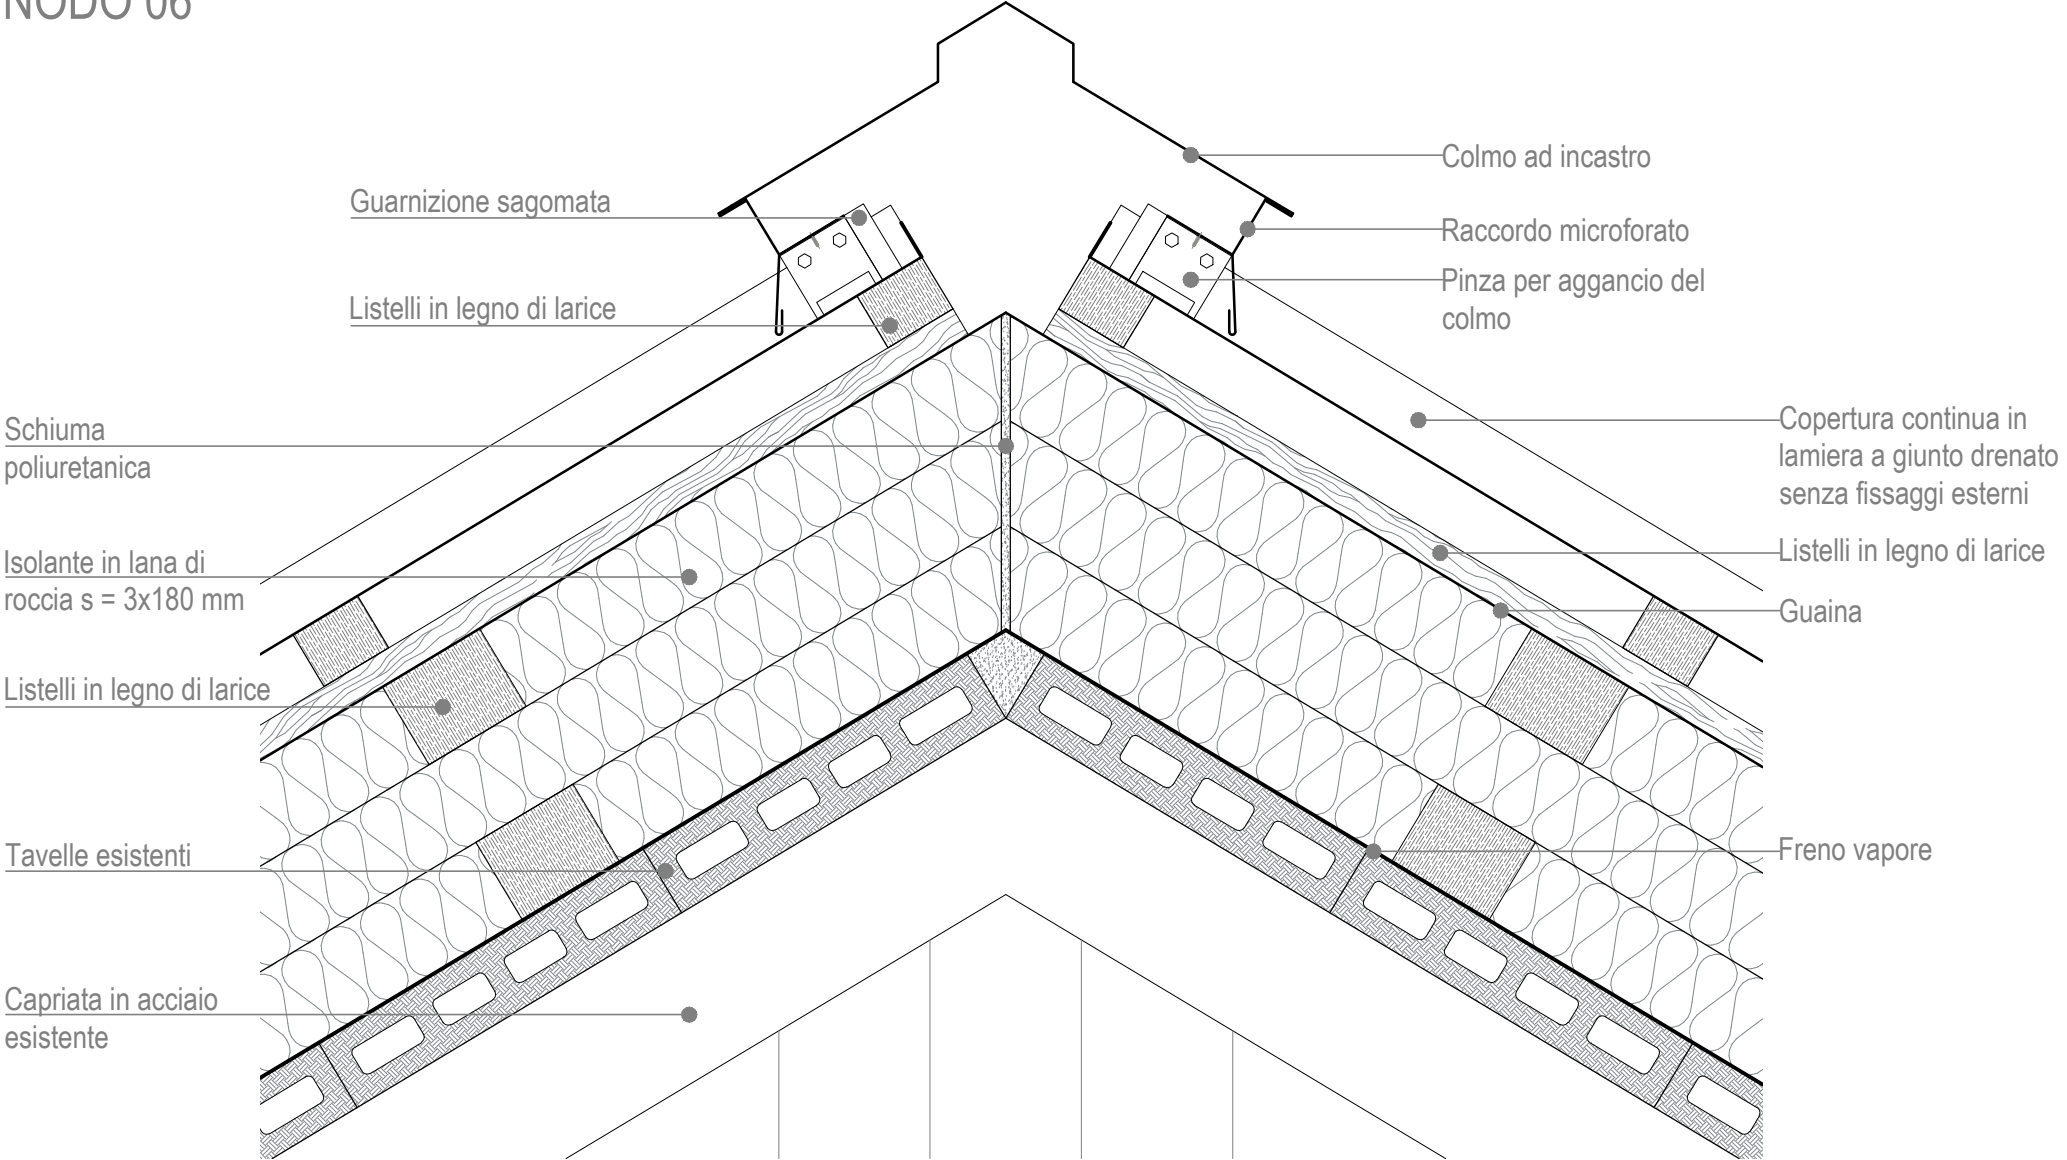 NODO 06
Guarnizione sagomata
Listelli in legno di larice
Schiuma
poliuretanica
Isolante in lana di
roccia s = 3x180 mm
Listelli in legno di larice
Tavelle esistenti
Capriata in acciaio
esistente
Colmo ad incastro
Raccordo microforato
Pinza per aggancio del
colmo
Copertura continua in
lamiera a giunto drenato
senza fissaggi esterni
Listelli in legno di larice
Guaina
Freno vapore